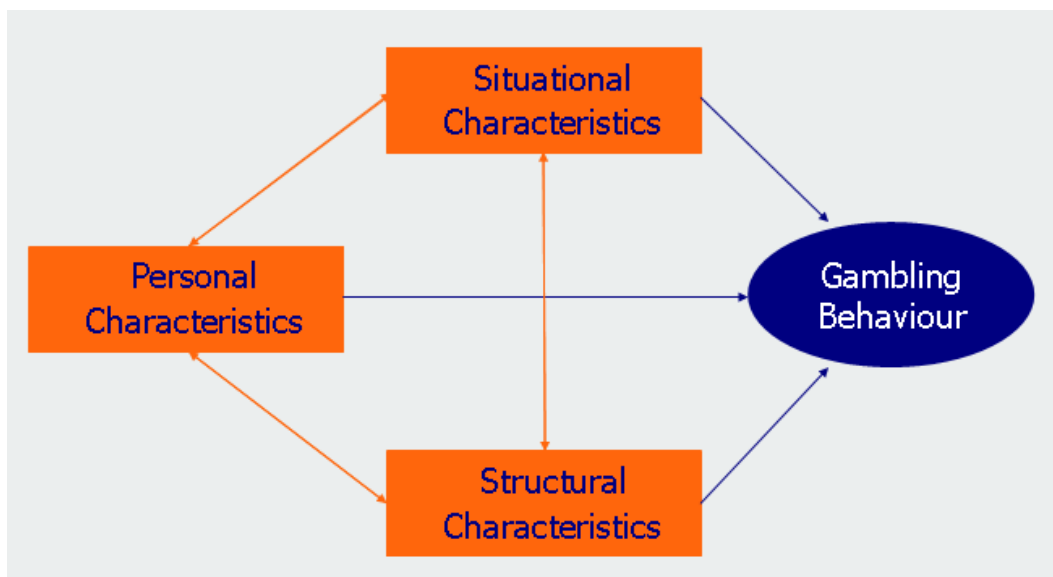 Situational
Characteristics
Personal
Characteristics
Gambling
Behaviour
Structural
Characteristics